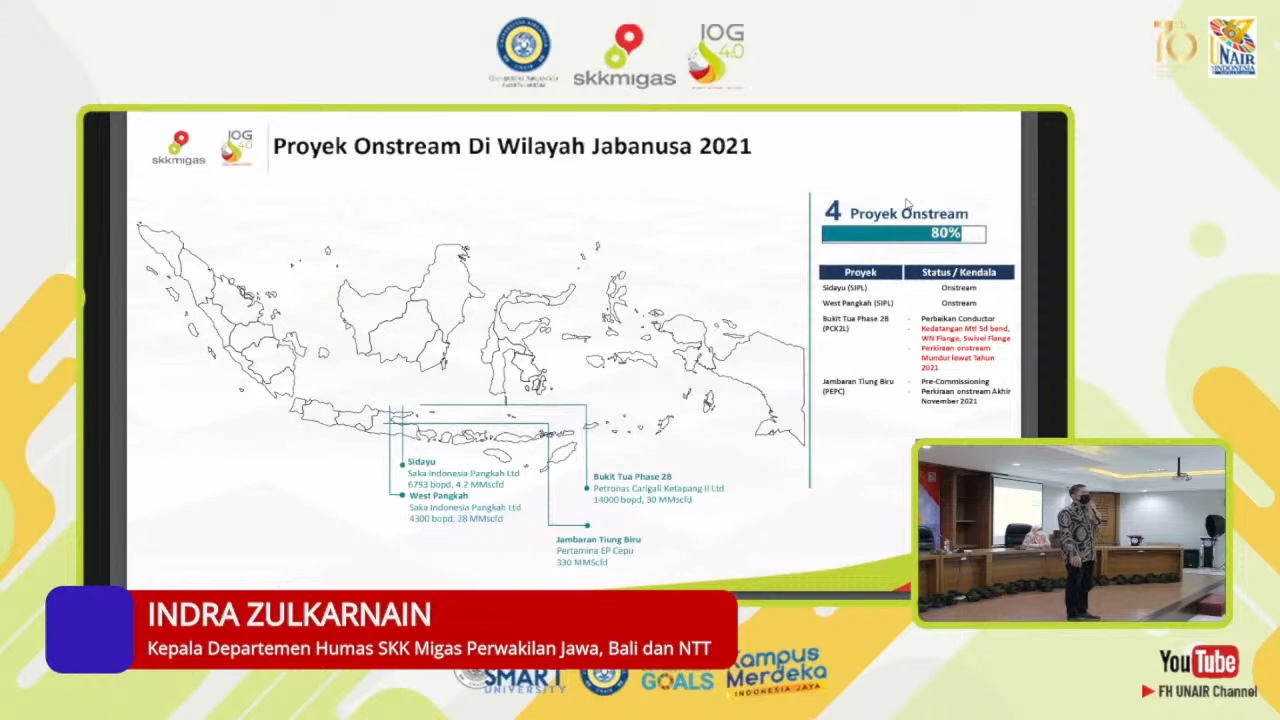 skkmigas
IOG
4.0
UNAIR
INDONESIA
skkmigas
IOG
4.0
Proyek Onstream Di Wilayah Jabanusa 2021
4 Proyek Onstream
80%
Proyek Status / Kendala
Sidayu (SIPL) Onstream
West Pangkah (SIPL) Onstream
Bukit Tua Phase 2B - Perbaikan Conductor
(PCK2L) - Kedatangan Mtl 5d bend,
WN Flange, Swivel Flange
- Perkiraan onstream
Mundur lewat Tahun
2021
Jambaran Tiung Biru - Pre-Commissioning
(PEPC) - Perkiraan onstream Akhir
November 2021
Sidayu
Saka Indonesia Pangkah Ltd
6793 bopd, 4.2 MMscfd
West Pangkah
Saka Indonesia Pangkah Ltd
4300 bopd, 28 MMscfd
Bukit Tua Phase 2B
Petronas Carigali Ketapang II Ltd
14000 bopd, 30 MMscfd
Jambaran Tiung Biru
Pertamina EP Cepu
330 MMScfd
INDRA ZULKARNAIN
Kepala Departemen Humas SKK Migas Perwakilan Jawa, Bali dan NTT
SMART
UNIVERSITY
GOALS
Kampus
Merdeka
INDONESIA JAYA
YouTube
FH UNAIR Channel